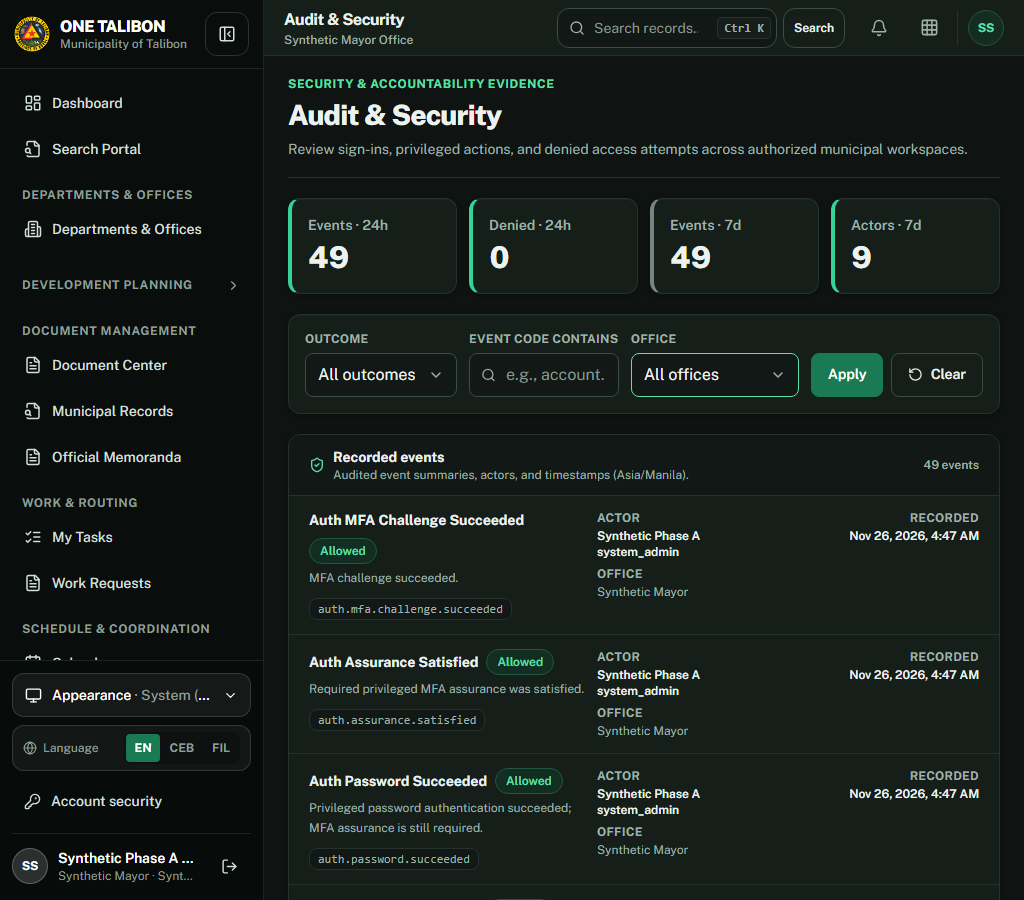 ONE TALIBON
Municipality of Talibon
Dashboard
Search Portal
DEPARTMENTS & OFFICES
Departments & Offices
DEVELOPMENT PLANNING
DOCUMENT MANAGEMENT
Document Center
Municipal Records
Official Memoranda
WORK & ROUTING
My Tasks
Work Requests
SCHEDULE & COORDINATION
Appearance · System (...
Language EN CEB FIL
Account security
SS
Synthetic Phase A ...
Synthetic Mayor · Synt...
Audit & Security
Synthetic Mayor Office
Search records.. Ctrl K Search SS
SECURITY & ACCOUNTABILITY EVIDENCE
Audit & Security
Review sign-ins, privileged actions, and denied access attempts across authorized municipal workspaces.
Events · 24h
49
Denied · 24h
0
Events · 7d
49
Actors · 7d
9
OUTCOME EVENT CODE CONTAINS OFFICE
All outcomes e.g., account. All offices Apply Clear
Recorded events
Audited event summaries, actors, and timestamps (Asia/Manila).
49 events
Auth MFA Challenge Succeeded
Allowed
MFA challenge succeeded.
auth.mfa.challenge.succeeded
ACTOR
Synthetic Phase A
system_admin
OFFICE
Synthetic Mayor
RECORDED
Nov 26, 2026, 4:47 AM
Auth Assurance Satisfied Allowed
Required privileged MFA assurance was satisfied.
auth.assurance.satisfied
ACTOR
Synthetic Phase A
system_admin
OFFICE
Synthetic Mayor
RECORDED
Nov 26, 2026, 4:47 AM
Auth Password Succeeded Allowed
Privileged password authentication succeeded;
MFA assurance is still required.
auth.password.succeeded
ACTOR
Synthetic Phase A
system_admin
OFFICE
Synthetic Mayor
RECORDED
Nov 26, 2026, 4:47 AM